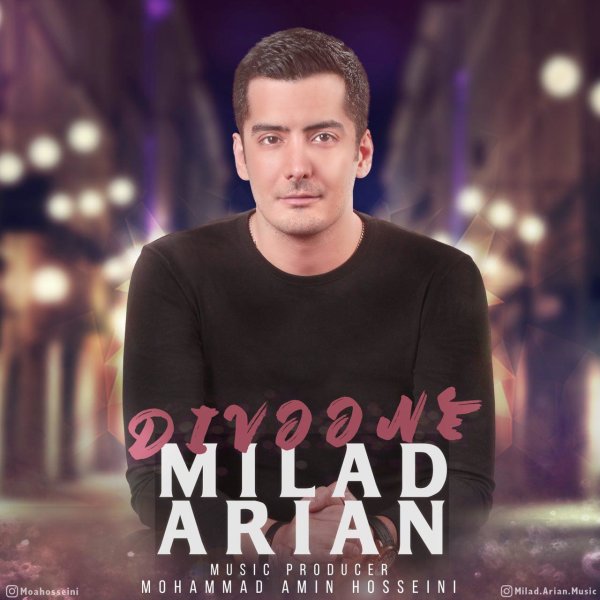 DIVOONE
MILAD
ARIAN
MUSIC PRODUCER
MOHAMMAD AMIN HOSSEINI
Moahosseini
Milad.Arian.Music